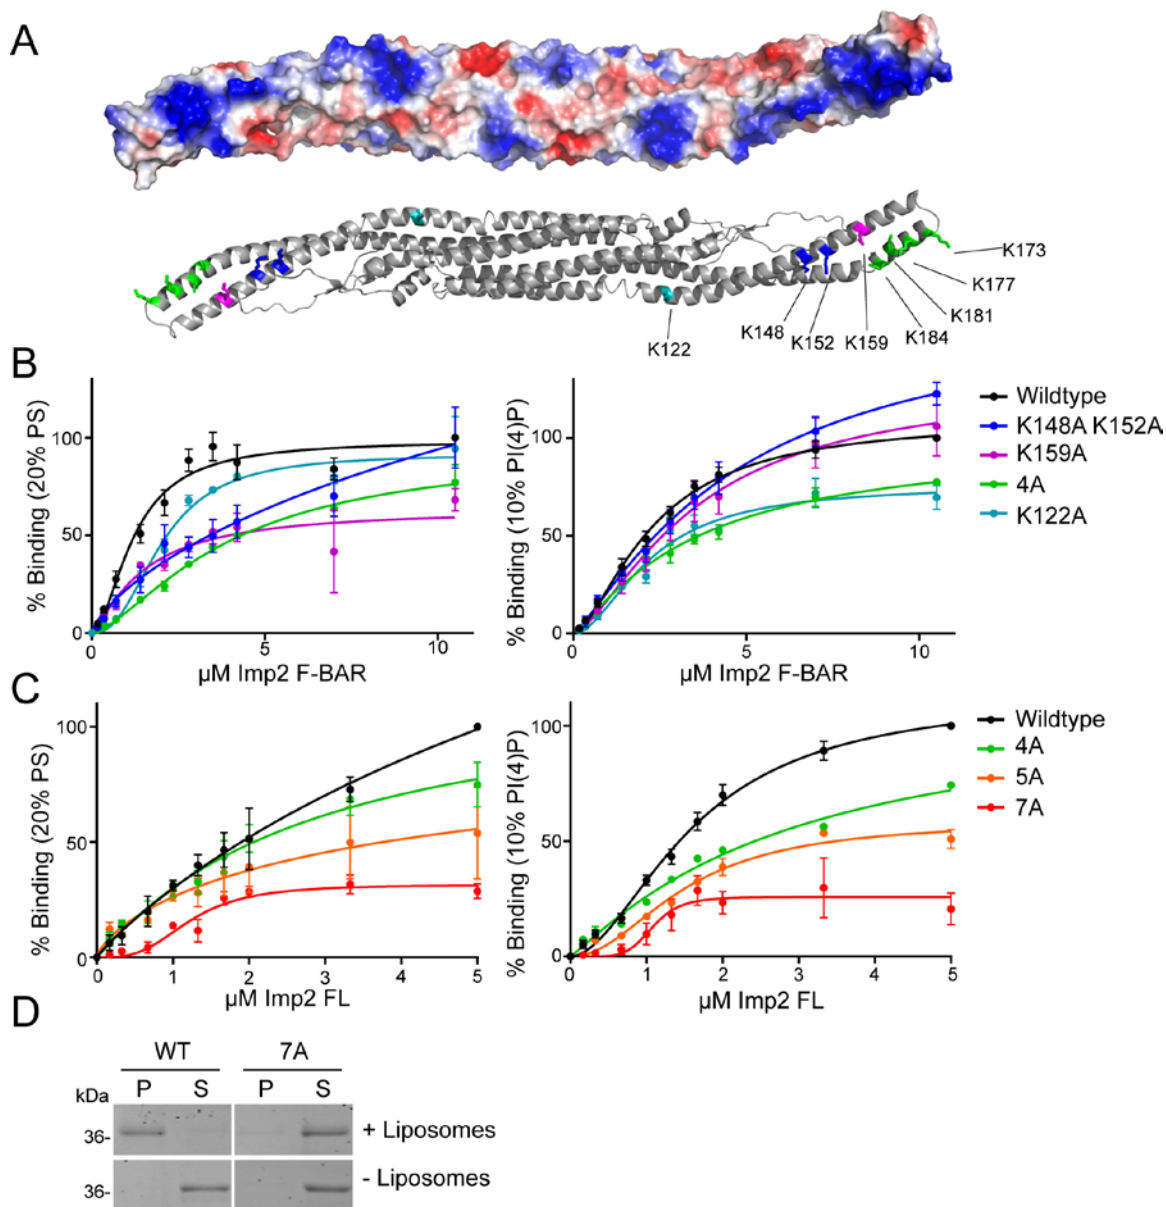 A
K173
K177
K181
K184
K159
K152
K148
K122
B
% Binding (20% PS)
100
50
0
0 5 10
µM Imp2 F-BAR
% Binding (10% PI(4)P)
100
50
0
0 5 10
µM Imp2 F-BAR
Wildtype
K148A K152A
K159A
4A
K122A
C
% Binding (20% PS)
100
50
0
0 1 2 3 4 5
µM Imp2 FL
% Binding (10% PI(4)P)
100
50
0
0 1 2 3 4 5
µM Imp2 FL
Wildtype
4A
5A
7A
D
WT 7A
kDa P S P S
36- + Liposomes
36- - Liposomes